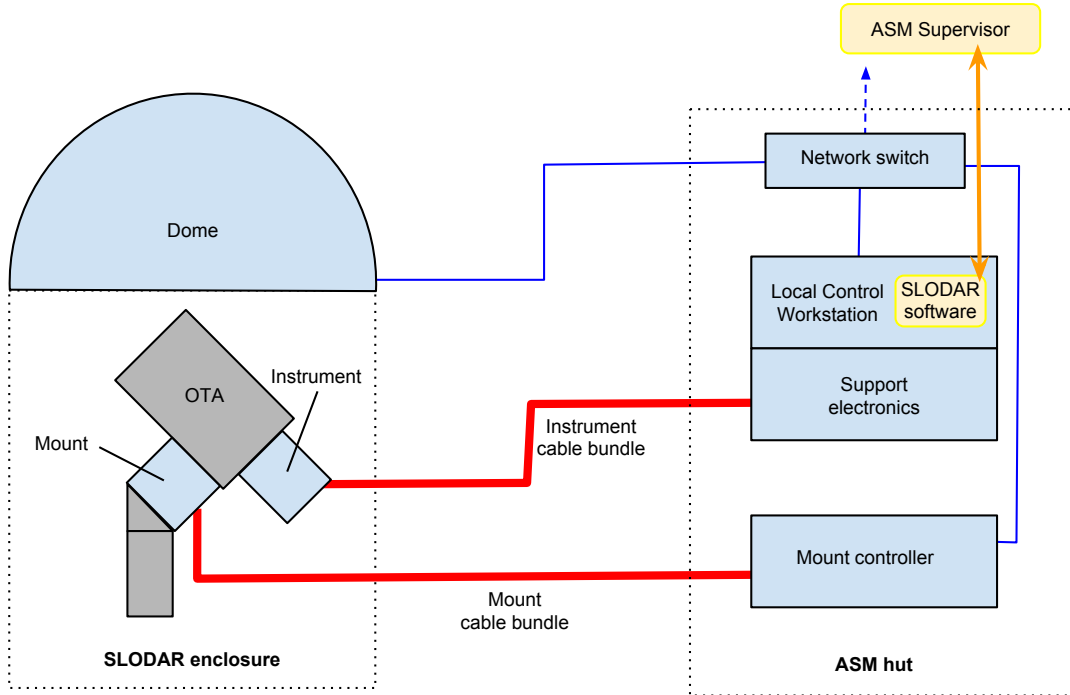 ASM Supervisor
Network switch
Dome
Local Control
Workstation
SLODAR
software
Instrument
OTA
Support
electronics
Mount
Instrument
cable bundle
Mount controller
Mount
cable bundle
SLODAR enclosure
ASM hut